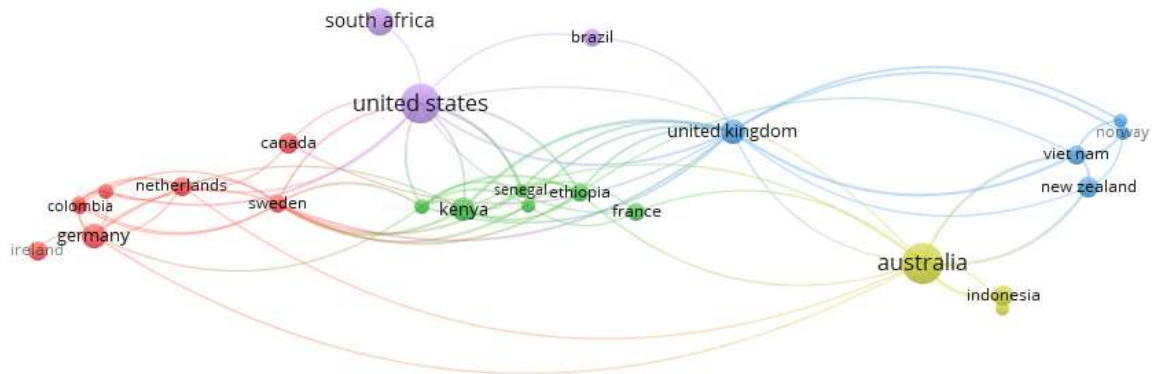 south africa
brazil
united states
united kingdom
norway
canada
viet nam
netherlands
new zealand
senegal
ethiopia
colombia
sweden
kenya
france
germany
ireland
australia
indonesia